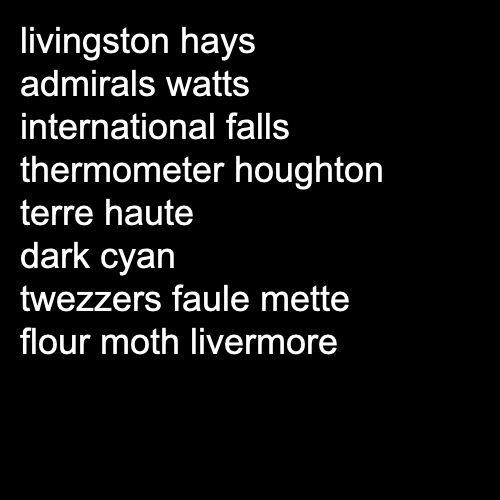 livingston hays
admirals watts
international falls
thermometer houghton
terre haute
dark cyan
twezzers faule mette
flour moth livermore